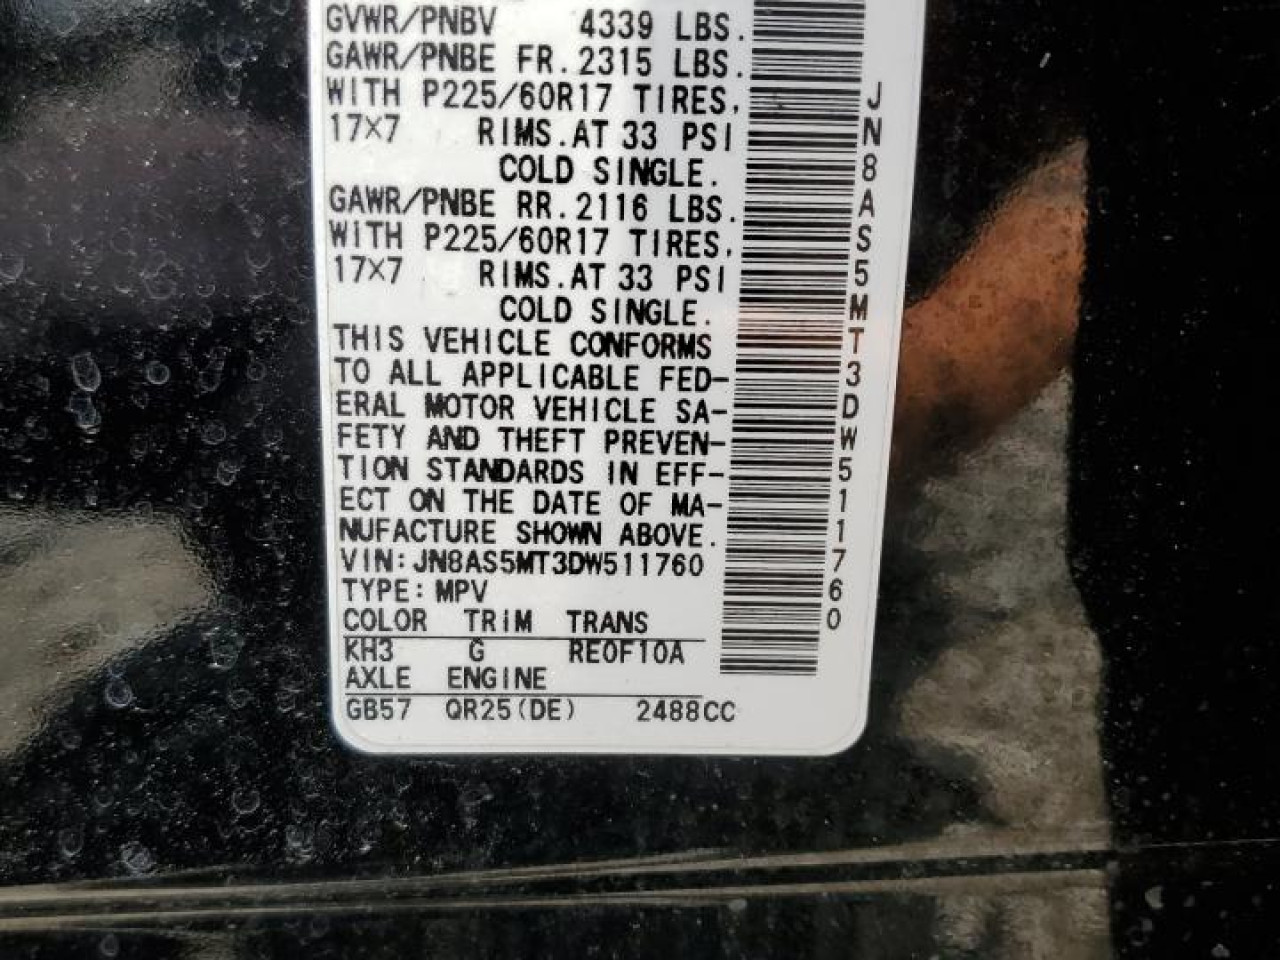 GVWR/PNBV 4339 LBS.
GAWR/PNBE FR. 2315 LBS.
WITH P225/60R17 TIRES,
17×7 RIMS. AT 33 PSI
COLD SINGLE.
GAWR/PNBE RR. 2116 LBS.
WITH P225/60R17 TIRES,
17×7 RIMS. AT 33 PSI
COLD SINGLE.
THIS VEHICLE CONFORMS
TO ALL APPLICABLE FED-
ERAL MOTOR VEHICLE SA-
FETY AND THEFT PREVEN-
TION STANDARDS IN EFF-
ECT ON THE DATE OF MA-
NUFACTURE SHOWN ABOVE.
VIN: JN8AS5MT3DW511760
TYPE: MPV
COLOR TRIM TRANS
KH3 G RE0F10A
AXLE ENGINE
GB57 QR25(DE) 2488CC
JN8AS5MT3DW511760